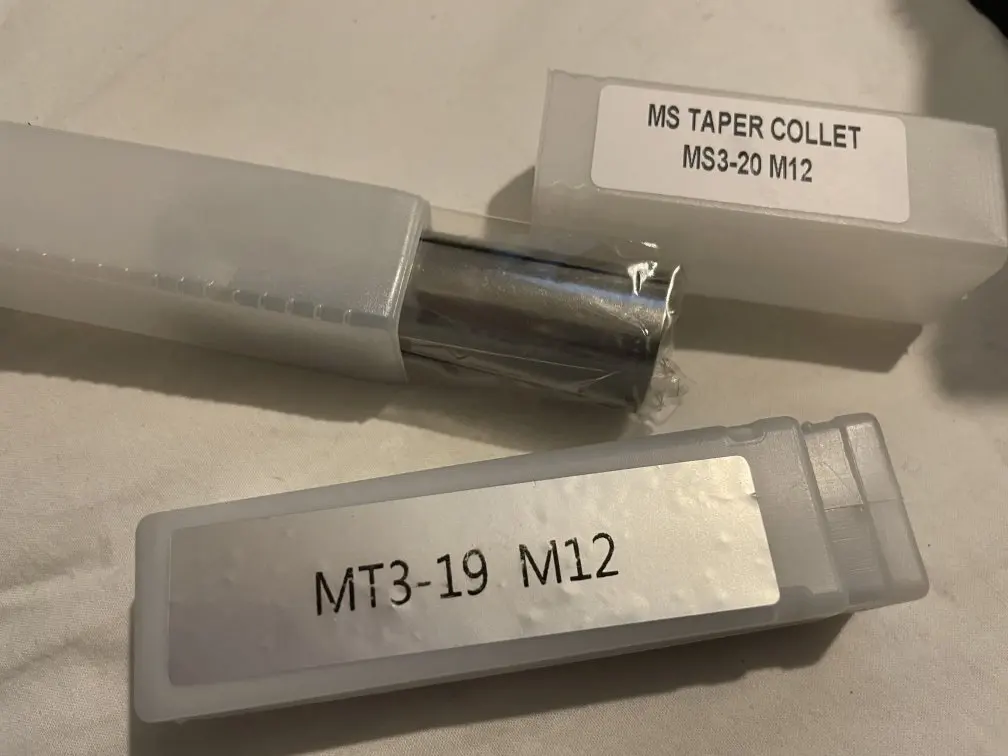 MS TAPER COLLET
MS3-20 M12
MT3-19 M12